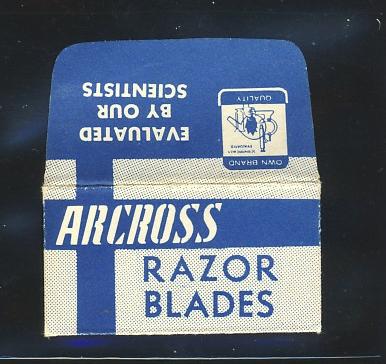 EVALUATED
BY OUR
SCIENTISTS
OWN BRAND
QUALITY
ARCROSS
RAZOR
BLADES